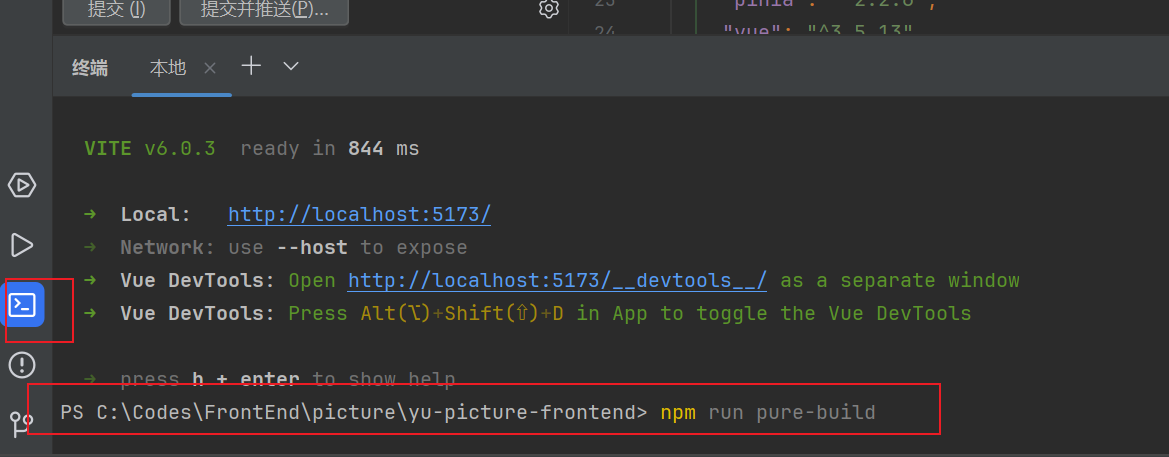 提交 (I) 提交并推送(P)...
23 "pinia": "^2.2.6",
24 "vue": "^3.5.13"
终端 本地
VITE v6.0.3 ready in 844 ms
➜ Local: http://localhost:5173/
➜ Network: use --host to expose
➜ Vue DevTools: Open http://localhost:5173/__devtools__/ as a separate window
➜ Vue DevTools: Press Alt(⌥)+Shift(⇧)+D in App to toggle the Vue DevTools
➜ press h + enter to show help
PS C:\Codes\FrontEnd\picture\yu-picture-frontend> npm run pure-build